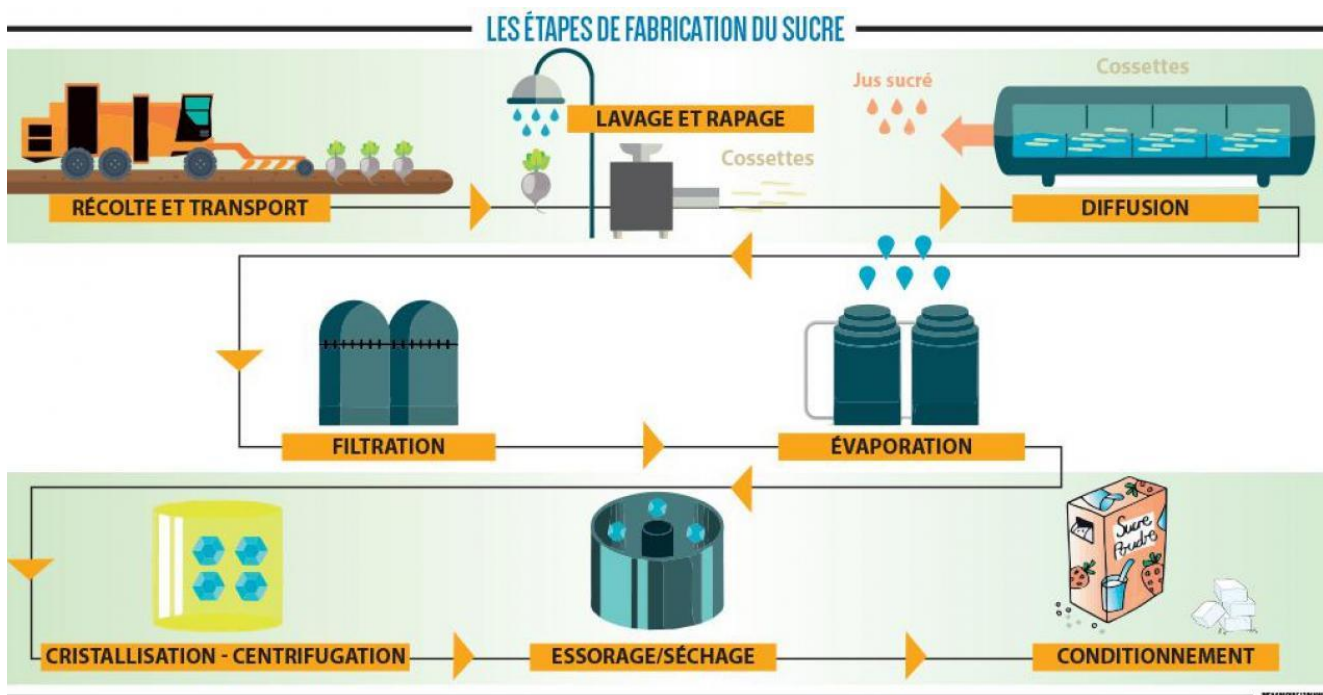 LES ÉTAPES DE FABRICATION DU SUCRE
Jus sucré
Cossettes
LAVAGE ET RAPAGE
Cossettes
RÉCOLTE ET TRANSPORT
DIFFUSION
FILTRATION
ÉVAPORATION
Sucre
Poudre
CRISTALLISATION - CENTRIFUGATION
ESSORAGE/SÉCHAGE
CONDITIONNEMENT